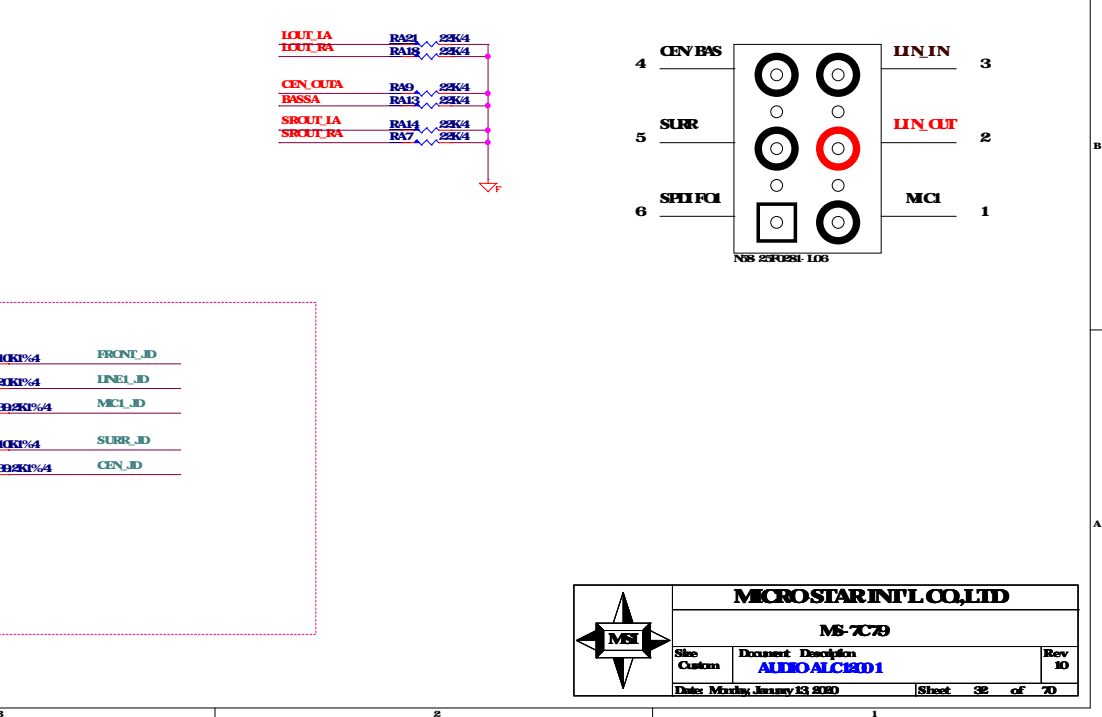 LOUT_LA RA21 22K/4
LOUT_RA RA18 22K/4
CEN_OUTA RA9 22K/4
BASSA RA13 22K/4
SROUT_LA RA14 22K/4
SROUT_RA RA7 22K/4
4 CEN/BAS LIN_IN 3
5 SURR LIN_OUT 2
6 SPDIFO1 MIC1 1
N58-25F0281-L06
B
10K1%/4 FRONT_JD
20K1%/4 LINE1_JD
39.2K1%/4 MIC1_JD
10K1%/4 SURR_JD
39.2K1%/4 CEN_JD
A
MICRO-STAR INT'L CO.,LTD
MSI
MS-7C79
Size Document Description Rev
Custom AUDIO ALC1200 1 10
Date: Monday, January 13, 2020 Sheet 32 of 70
2 1